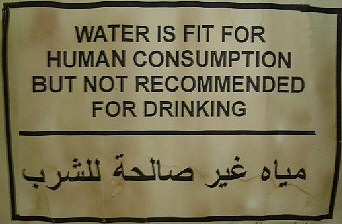 WATER IS FIT FOR
HUMAN CONSUMPTION
BUT NOT RECOMMENDED
FOR DRINKING
مياه غير صالحة للشرب